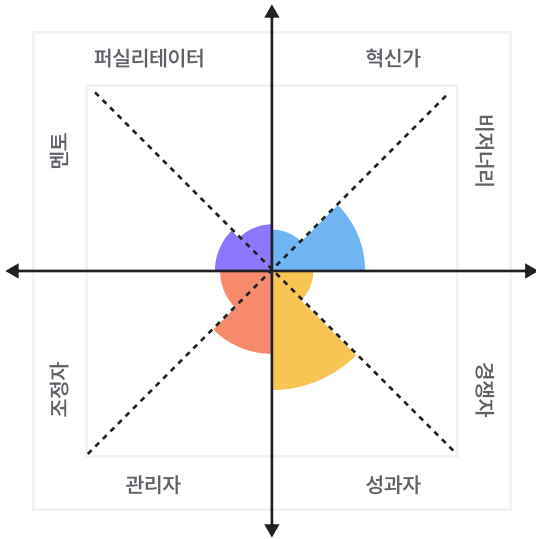 퍼실리테이터
혁신가
멘토
비저너리
조정자
경쟁자
관리자
성과자